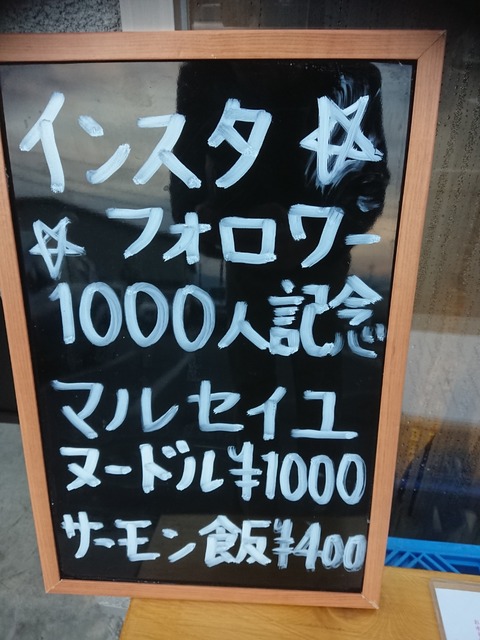 インスタ ☆
☆ フォロワー
1000人記念
マルセイユ
ヌードル ¥1000
サーモン飯 ¥400